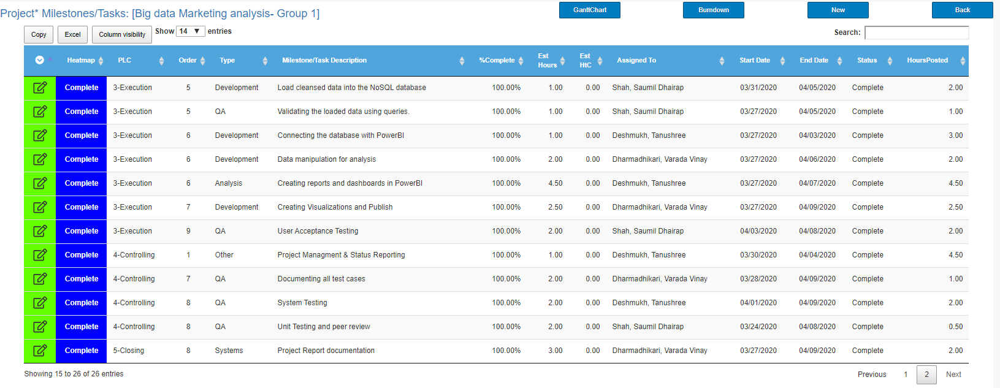 Project* Milestones/Tasks: [Big data Marketing analysis- Group 1]
GanttChart Burndown New Back
Copy Excel Column visibility Show 14 entries Search:
Heatmap PLC Order Type Milestone/Task Description %Complete Est Hours Est HtC Assigned To Start Date End Date Status HoursPosted
Complete 3-Execution 5 Development Load cleansed data into the NoSQL database 100.00% 1.00 0.00 Shah, Saumil Dhairap 03/31/2020 04/05/2020 Complete 2.00
Complete 3-Execution 5 QA Validating the loaded data using queries. 100.00% 1.00 0.00 Shah, Saumil Dhairap 03/27/2020 04/05/2020 Complete 1.00
Complete 3-Execution 6 Development Connecting the database with PowerBI 100.00% 1.00 0.00 Deshmukh, Tanushree 03/27/2020 04/03/2020 Complete 3.00
Complete 3-Execution 6 Development Data manipulation for analysis 100.00% 2.00 0.00 Dharmadhikari, Varada Vinay 03/27/2020 04/06/2020 Complete 2.00
Complete 3-Execution 6 Analysis Creating reports and dashboards in PowerBI 100.00% 4.50 0.00 Deshmukh, Tanushree 03/27/2020 04/07/2020 Complete 4.50
Complete 3-Execution 7 Development Creating Visualizations and Publish 100.00% 2.50 0.00 Dharmadhikari, Varada Vinay 03/27/2020 04/09/2020 Complete 2.50
Complete 3-Execution 9 QA User Acceptance Testing 100.00% 2.00 0.00 Shah, Saumil Dhairap 04/03/2020 04/08/2020 Complete 2.00
Complete 4-Controlling 1 Other Project Managment & Status Reporting 100.00% 1.00 0.00 Deshmukh, Tanushree 03/30/2020 04/04/2020 Complete 4.50
Complete 4-Controlling 7 QA Documenting all test cases 100.00% 2.00 0.00 Dharmadhikari, Varada Vinay 03/28/2020 04/09/2020 Complete 1.00
Complete 4-Controlling 8 QA System Testing 100.00% 2.00 0.00 Deshmukh, Tanushree 04/01/2020 04/09/2020 Complete 2.00
Complete 4-Controlling 8 QA Unit Testing and peer review 100.00% 2.00 0.00 Shah, Saumil Dhairap 03/24/2020 04/08/2020 Complete 0.50
Complete 5-Closing 8 Systems Project Report documentation 100.00% 3.00 0.00 Dharmadhikari, Varada Vinay 03/27/2020 04/09/2020 Complete 2.00
Showing 15 to 26 of 26 entries Previous 1 2 Next